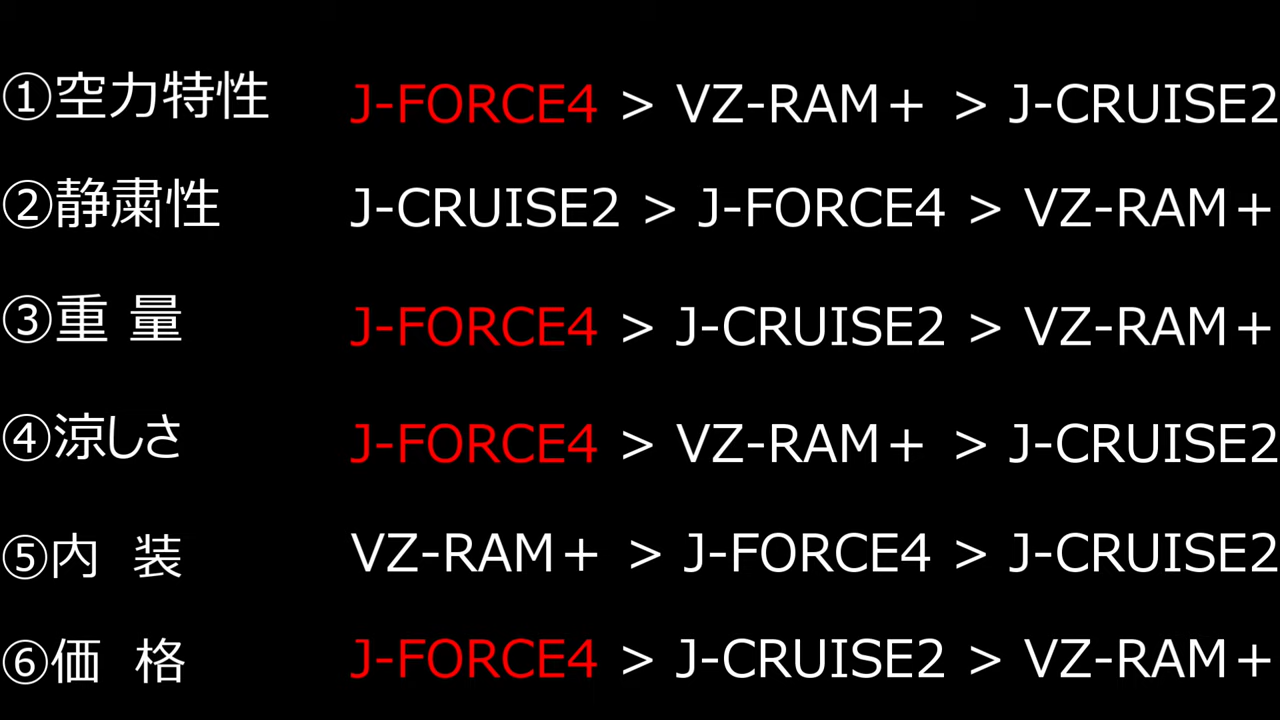 ①空力特性 J-FORCE4 > VZ-RAM＋ > J-CRUISE2
②静粛性 J-CRUISE2 > J-FORCE4 > VZ-RAM＋
③重 量 J-FORCE4 > J-CRUISE2 > VZ-RAM＋
④涼しさ J-FORCE4 > VZ-RAM＋ > J-CRUISE2
⑤内 装 VZ-RAM＋ > J-FORCE4 > J-CRUISE2
⑥価 格 J-FORCE4 > J-CRUISE2 > VZ-RAM＋